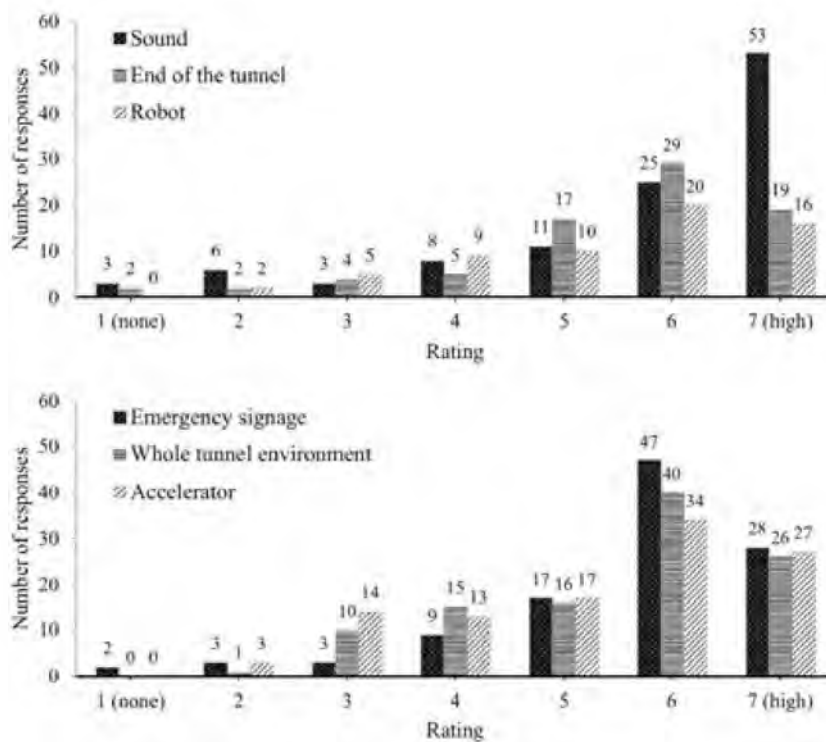 60
50
40
30
20
10
0
Number of responses
Sound
End of the tunnel
Robot
3 2 0
6 2 2
3 4 5
8 5 9
11 17 10
25 29 20
53 19 16
1 (none) 2 3 4 5 6 7 (high)
Rating
60
50
40
30
20
10
0
Number of responses
Emergency signage
Whole tunnel environment
Accelerator
2 0 0
3 1 3
3 10 14
9 15 13
17 16 17
47 40 34
28 26 27
1 (none) 2 3 4 5 6 7 (high)
Rating